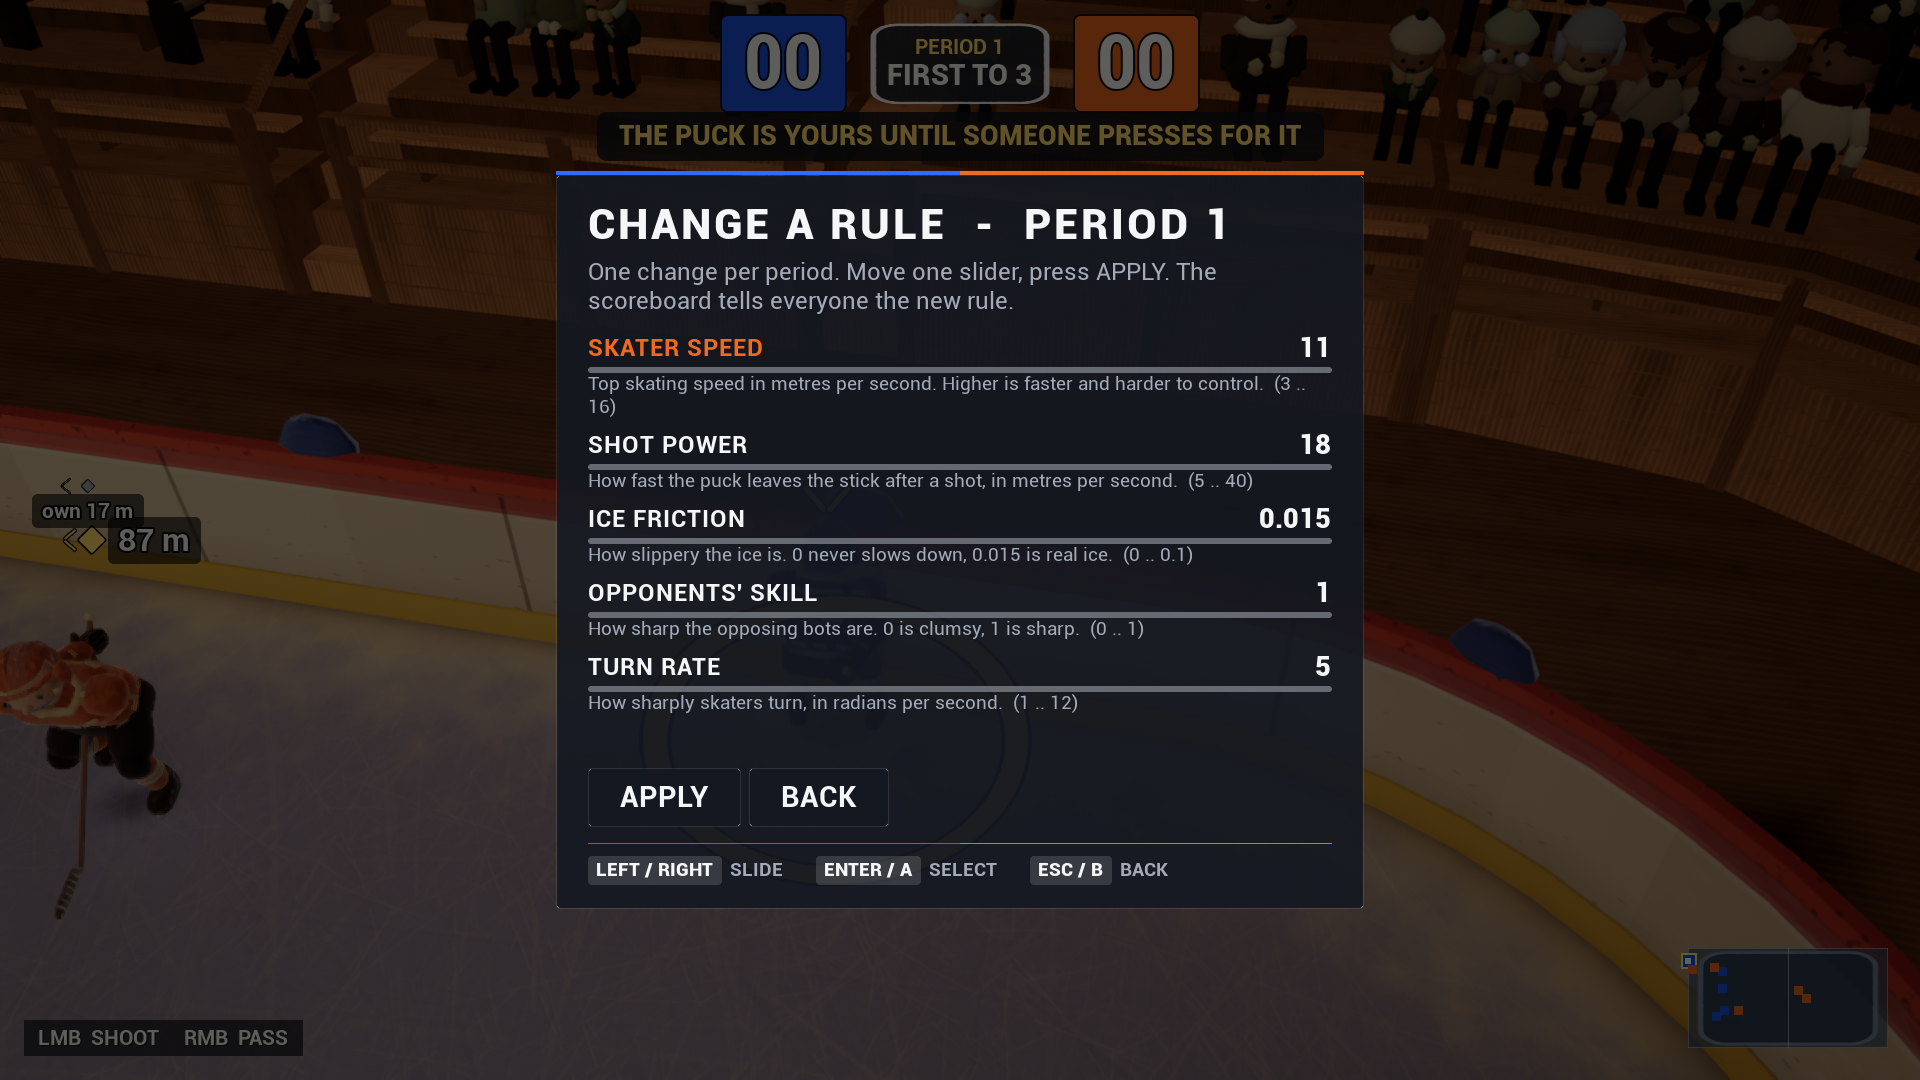 00
PERIOD 1
FIRST TO 3
00
THE PUCK IS YOURS UNTIL SOMEONE PRESSES FOR IT
CHANGE A RULE - PERIOD 1
One change per period. Move one slider, press APPLY. The
scoreboard tells everyone the new rule.
SKATER SPEED 11
Top skating speed in metres per second. Higher is faster and harder to control. (3 ..
16)
SHOT POWER 18
How fast the puck leaves the stick after a shot, in metres per second. (5 .. 40)
ICE FRICTION 0.015
How slippery the ice is. 0 never slows down, 0.015 is real ice. (0 .. 0.1)
OPPONENTS' SKILL 1
How sharp the opposing bots are. 0 is clumsy, 1 is sharp. (0 .. 1)
TURN RATE 5
How sharply skaters turn, in radians per second. (1 .. 12)
APPLY BACK
LEFT / RIGHT SLIDE ENTER / A SELECT ESC / B BACK
own 17 m
87 m
LMB SHOOT RMB PASS